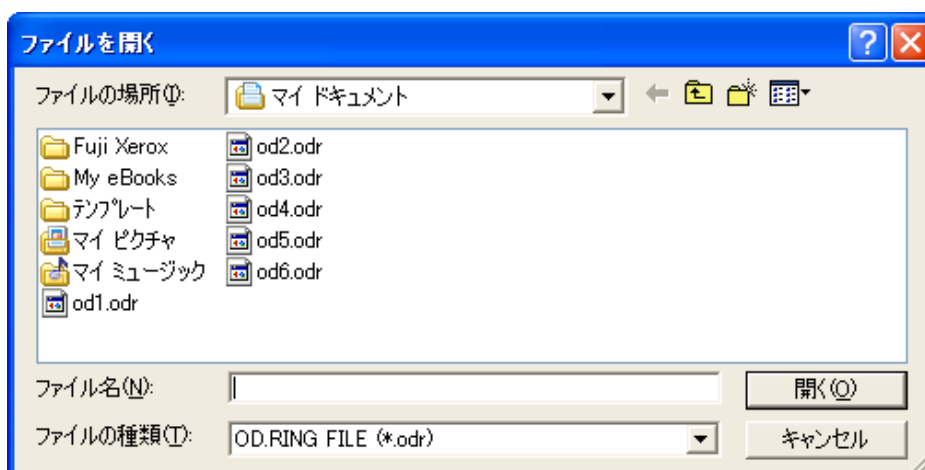 ファイルを開く
ファイルの場所(I):
マイ ドキュメント
Fuji Xerox
My eBooks
テンプレート
マイ ピクチャ
マイ ミュージック
od1.odr
od2.odr
od3.odr
od4.odr
od5.odr
od6.odr
ファイル名(N):
開く(O)
ファイルの種類(T):
OD.RING FILE (*.odr)
キャンセル